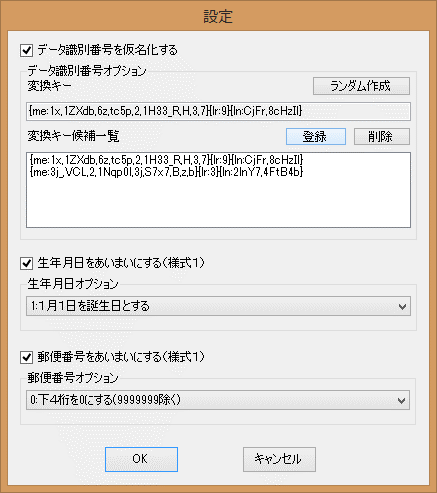 設定
データ識別番号を仮名化する
データ識別番号オプション
変換キー
ランダム作成
{me:1x,1ZXdb,6z,tc5p,2,1H33_R,H,3,7}{lr:9}{ln:CjFr,8cHzII}
変換キー候補一覧
登録
削除
{me:1x,1ZXdb,6z,tc5p,2,1H33_R,H,3,7}{lr:9}{ln:CjFr,8cHzII}
{me:3j_VCL,2,1Nqp0I,3j,S7x7,B,z,b}{lr:3}{ln:2InY7,4FtB4b}
生年月日をあいまいにする(様式1)
生年月日オプション
1:1月1日を誕生日とする
郵便番号をあいまいにする(様式1)
郵便番号オプション
0:下4桁を0にする(9999999除く)
OK
キャンセル